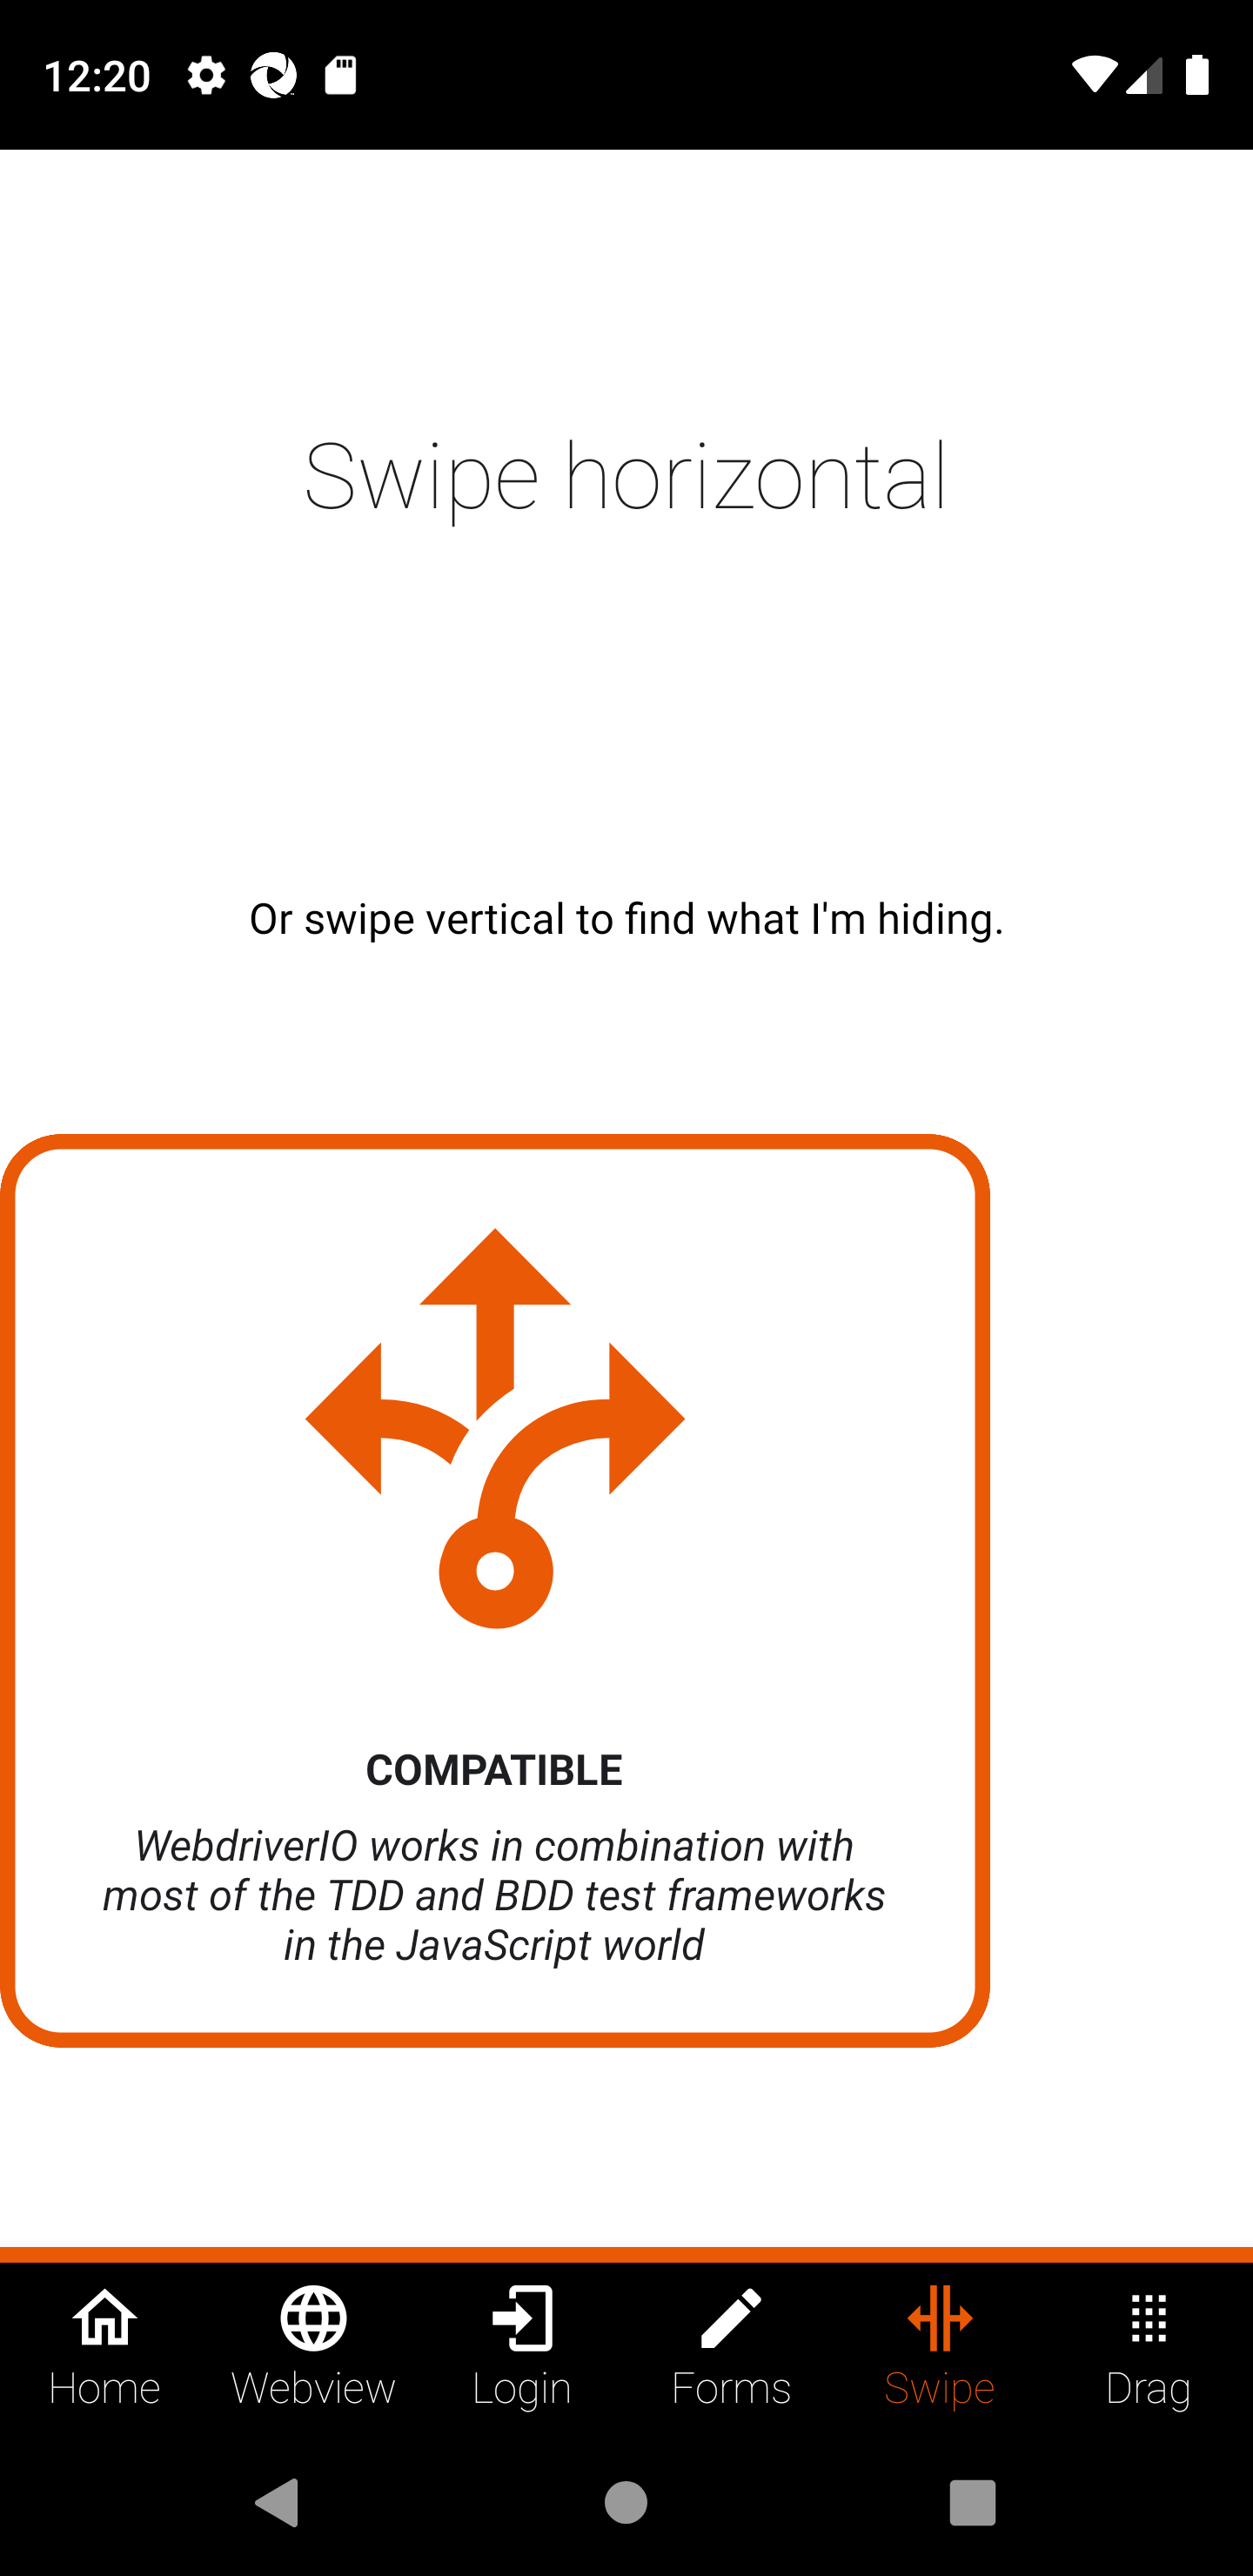 12:20
Swipe horizontal
Or swipe vertical to find what I'm hiding.
COMPATIBLE
WebdriverIO works in combination with
most of the TDD and BDD test frameworks
in the JavaScript world
Home Webview Login Forms Swipe Drag